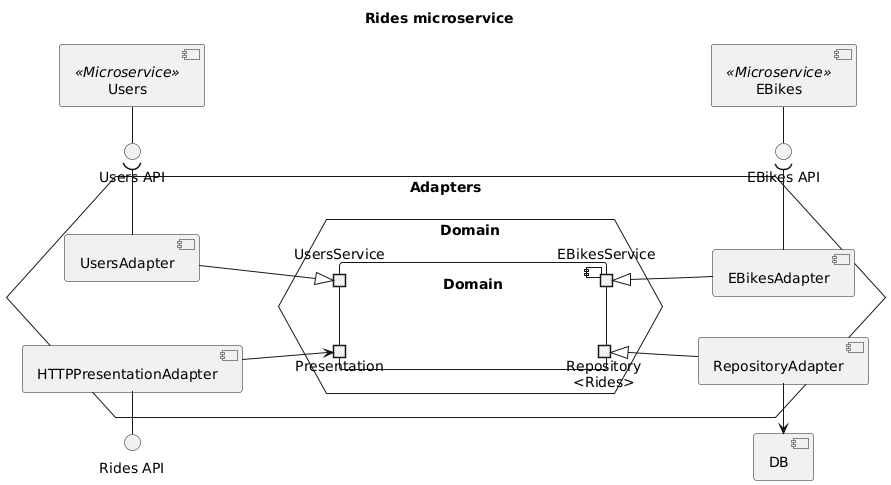 Rides microservice
«Microservice»
Users
«Microservice»
EBikes
Users API
EBikes API
Adapters
Domain
UsersService
EBikesService
UsersAdapter
Domain
EBikesAdapter
HTTPPresentationAdapter
Presentation
Repository
<Rides>
RepositoryAdapter
Rides API
DB